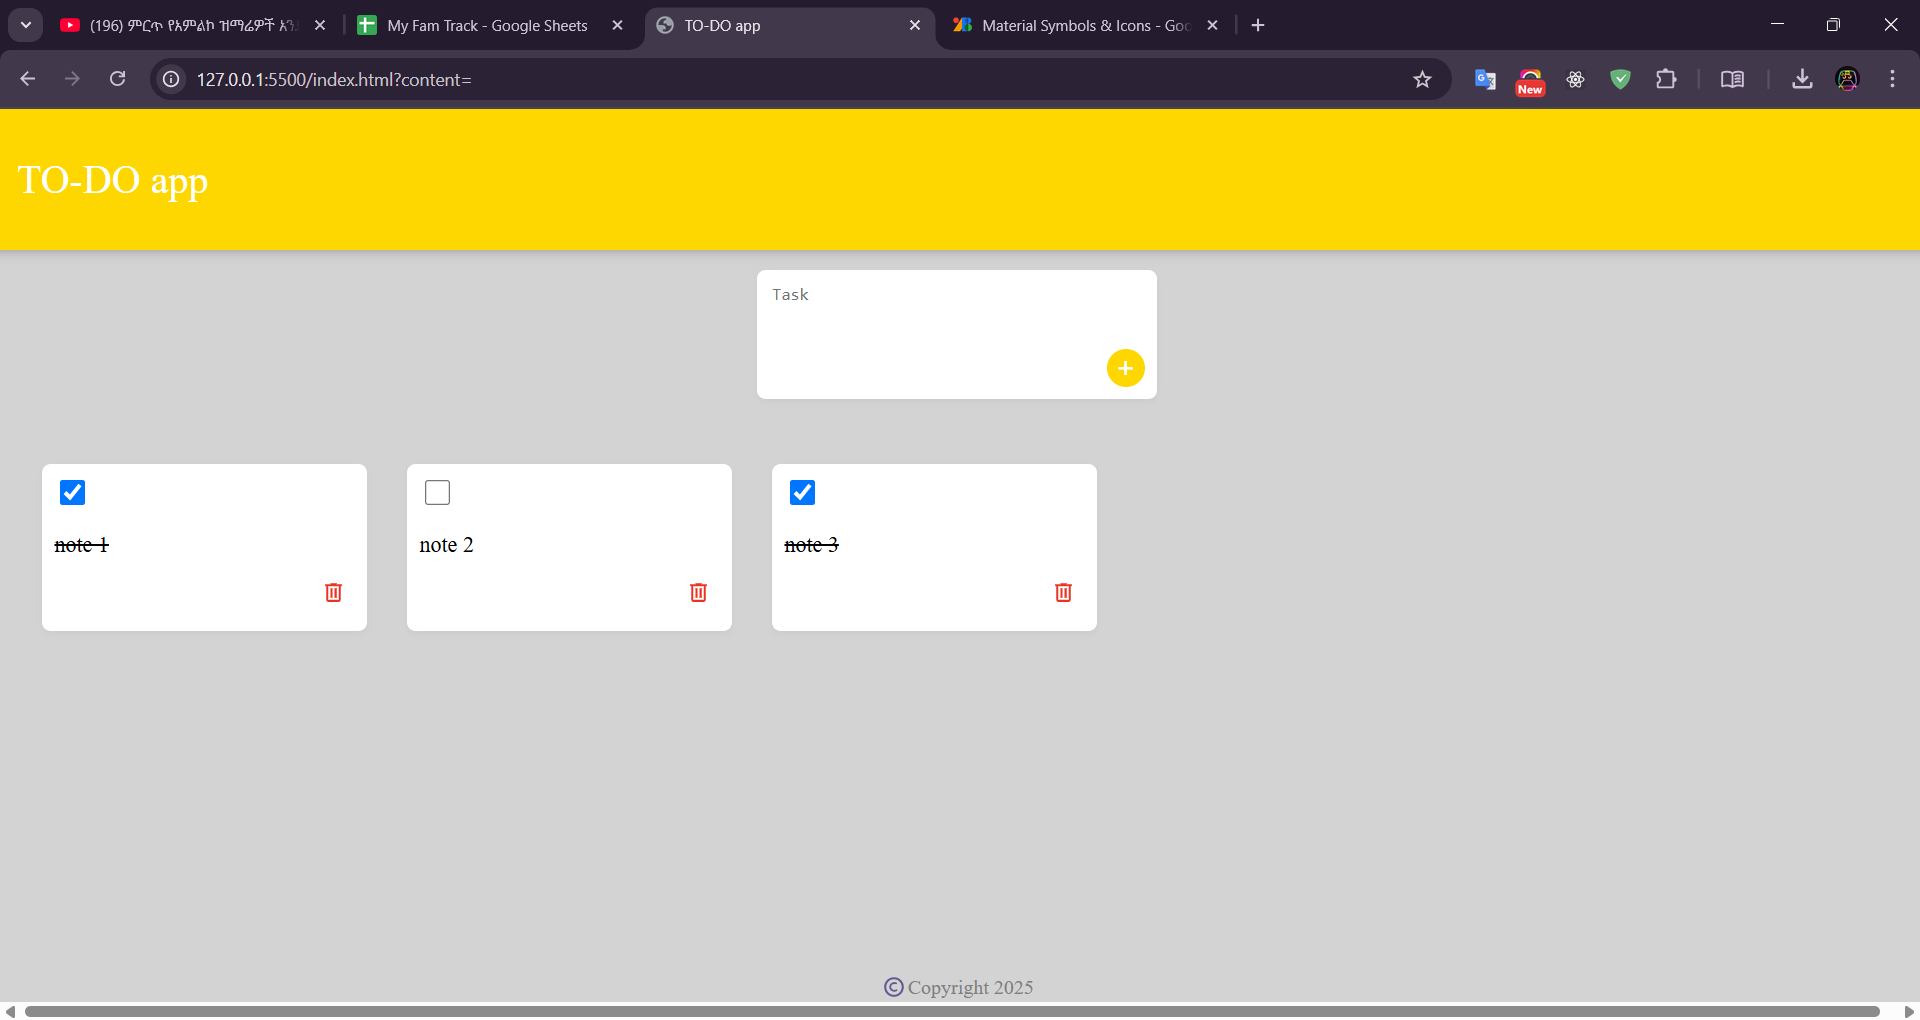 (196) ምርጥ የአምልኮ ዝማሬዎች
My Fam Track - Google Sheets
TO-DO app
Material Symbols & Icons - Goo
127.0.0.1:5500/index.html?content=
New
TO-DO app
Task
note 1
note 2
note 3
© Copyright 2025